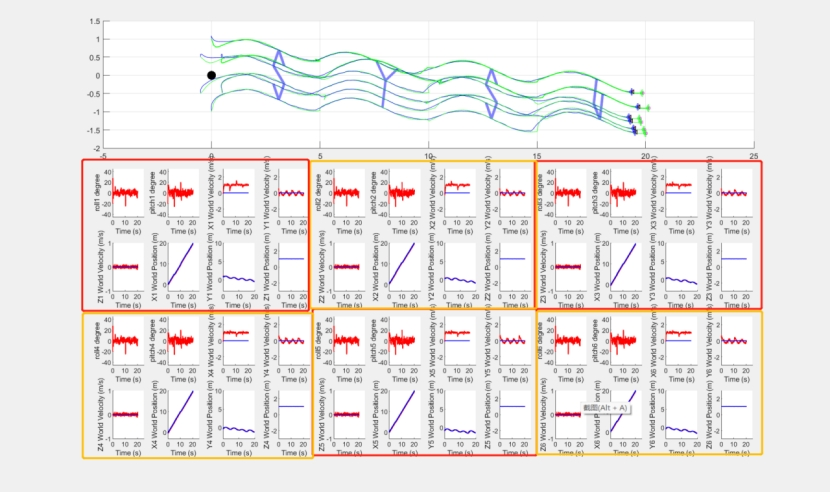 1.5
1
0.5
0
-0.5
-1
-1.5
-2
-5 0 5 10 15 20 25
roll1 degree
pitch1 degree
X1 World Velocity (m/s)
Y1 World Velocity (m/s)
Z1 World Velocity (m/s)
X1 World Position (m)
Y1 World Position (m)
Z1 World Position (m)
Time (s)
roll2 degree
pitch2 degree
X2 World Velocity (m/s)
Y2 World Velocity (m/s)
Z2 World Velocity (m/s)
X2 World Position (m)
Y2 World Position (m)
Z2 World Position (m)
Time (s)
roll3 degree
pitch3 degree
X3 World Velocity (m/s)
Y3 World Velocity (m/s)
Z3 World Velocity (m/s)
X3 World Position (m)
Y3 World Position (m)
Z3 World Position (m)
Time (s)
roll4 degree
pitch4 degree
X4 World Velocity (m/s)
Y4 World Velocity (m/s)
Z4 World Velocity (m/s)
X4 World Position (m)
Y4 World Position (m)
Z4 World Position (m)
Time (s)
roll5 degree
pitch5 degree
X5 World Velocity (m/s)
Y5 World Velocity (m/s)
Z5 World Velocity (m/s)
X5 World Position (m)
Y5 World Position (m)
Z5 World Position (m)
Time (s)
roll6 degree
pitch6 degree
X6 World Velocity (m/s)
Y6 World Velocity (m/s)
Z6 World Velocity (m/s)
X6 World Position (m)
Y6 World Position (m)
Z6 World Position (m)
Time (s)
截图(Alt + A)